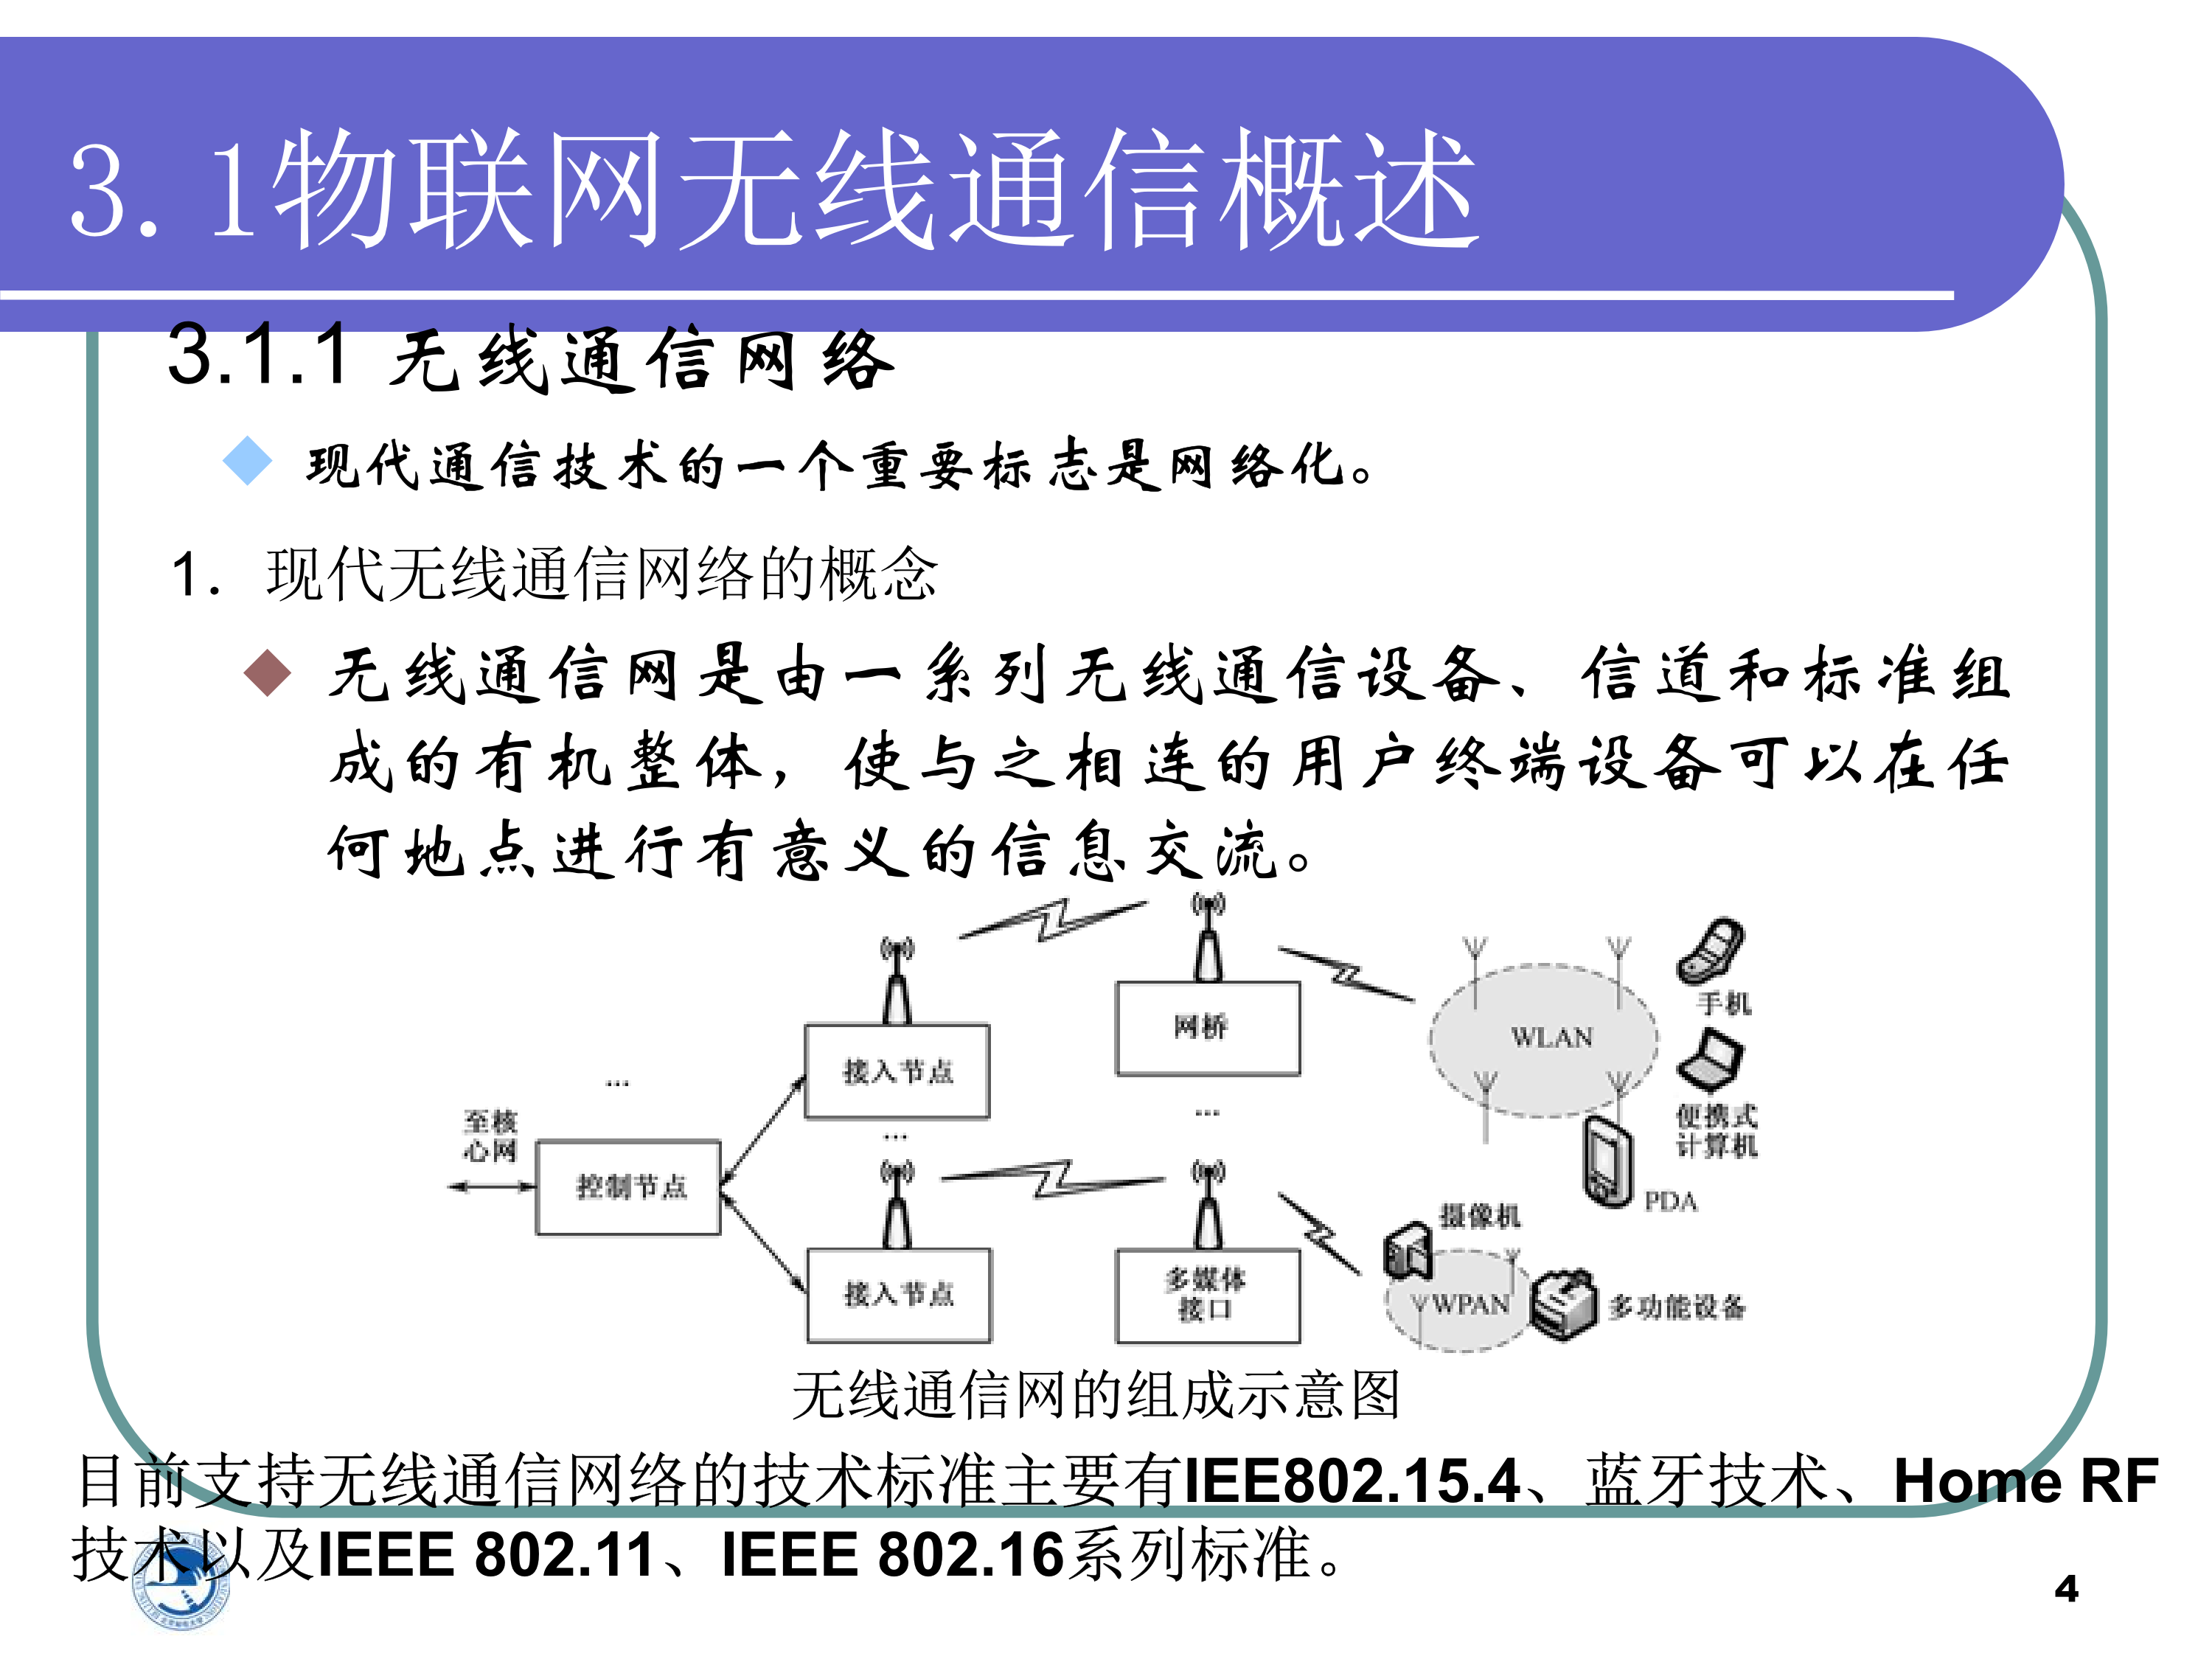 3.1物联网无线通信概述
3.1.1 无线通信网络
现代通信技术的一个重要标志是网络化。
1. 现代无线通信网络的概念
无线通信网是由一系列无线通信设备、信道和标准组
成的有机整体，使与之相连的用户终端设备可以在任
何地点进行有意义的信息交流。
...
至核
心网
控制节点
接入节点
...
接入节点
网桥
...
多媒体
接口
WLAN
手机
便携式
计算机
PDA
摄像机
WPAN
多功能设备
无线通信网的组成示意图
目前支持无线通信网络的技术标准主要有IEE802.15.4、蓝牙技术、Home RF
技术以及IEEE 802.11、IEEE 802.16系列标准。
4